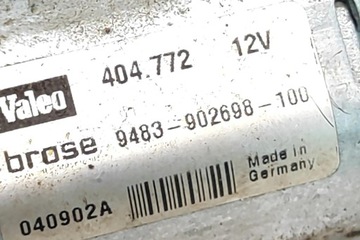 Valeo 404.772 12V
brose 9483-902698-100
Made in
Germany
040902A